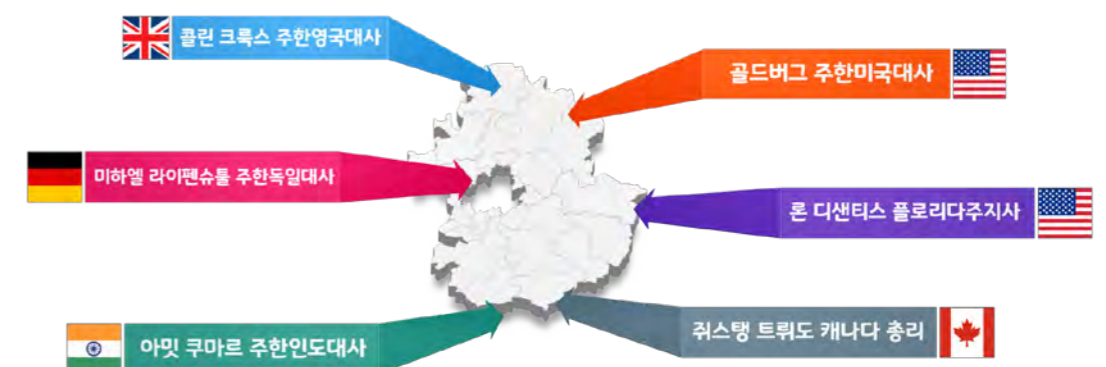 콜린 크룩스 주한영국대사
골드버그 주한미국대사
미하엘 라이펜슈툴 주한독일대사
론 디샌티스 플로리다주지사
아밋 쿠마르 주한인도대사
쥐스탱 트뤼도 캐나다 총리